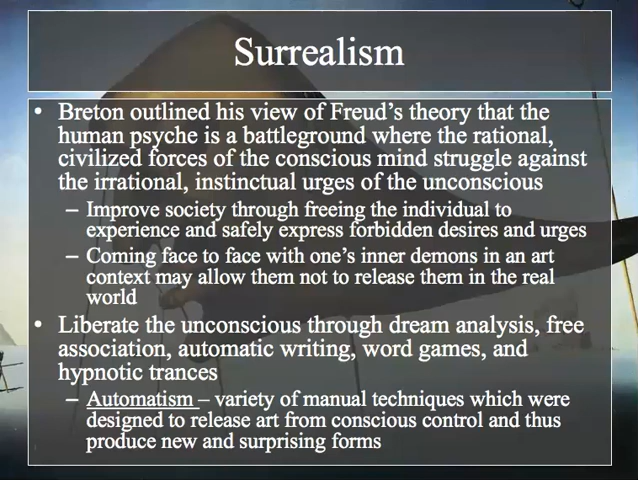 Surrealism
• Breton outlined his view of Freud's theory that the
human psyche is a battleground where the rational,
civilized forces of the conscious mind struggle against
the irrational, instinctual urges of the unconscious
– Improve society through freeing the individual to
experience and safely express forbidden desires and urges
– Coming face to face with one's inner demons in an art
context may allow them not to release them in the real
world
• Liberate the unconscious through dream analysis, free
association, automatic writing, word games, and
hypnotic trances
– Automatism – variety of manual techniques which were
designed to release art from conscious control and thus
produce new and surprising forms